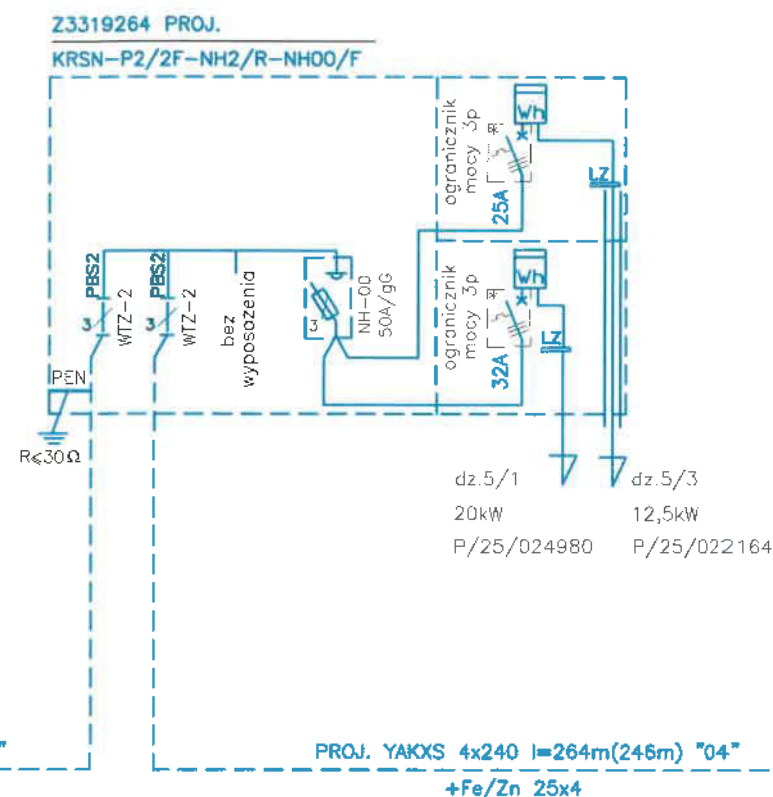 Z3319264 PROJ.
KRSN-P2/2F-NH2/R-NH00/F
ogranicznik
mocy 3p
*
Wh
25A
LZ
ogranicznik
mocy 3p
*
Wh
32A
LZ
PBS2
3
WTZ-2
PBS2
3
WTZ-2
bez
wyposażenia
3
NH-00
50A/gG
PEN
R≤30Ω
dz.5/1
20kW
P/25/024980
dz.5/3
12,5kW
P/25/022164
"
PROJ. YAKXS 4x240 l=264m(246m) "04"
+Fe/Zn 25x4